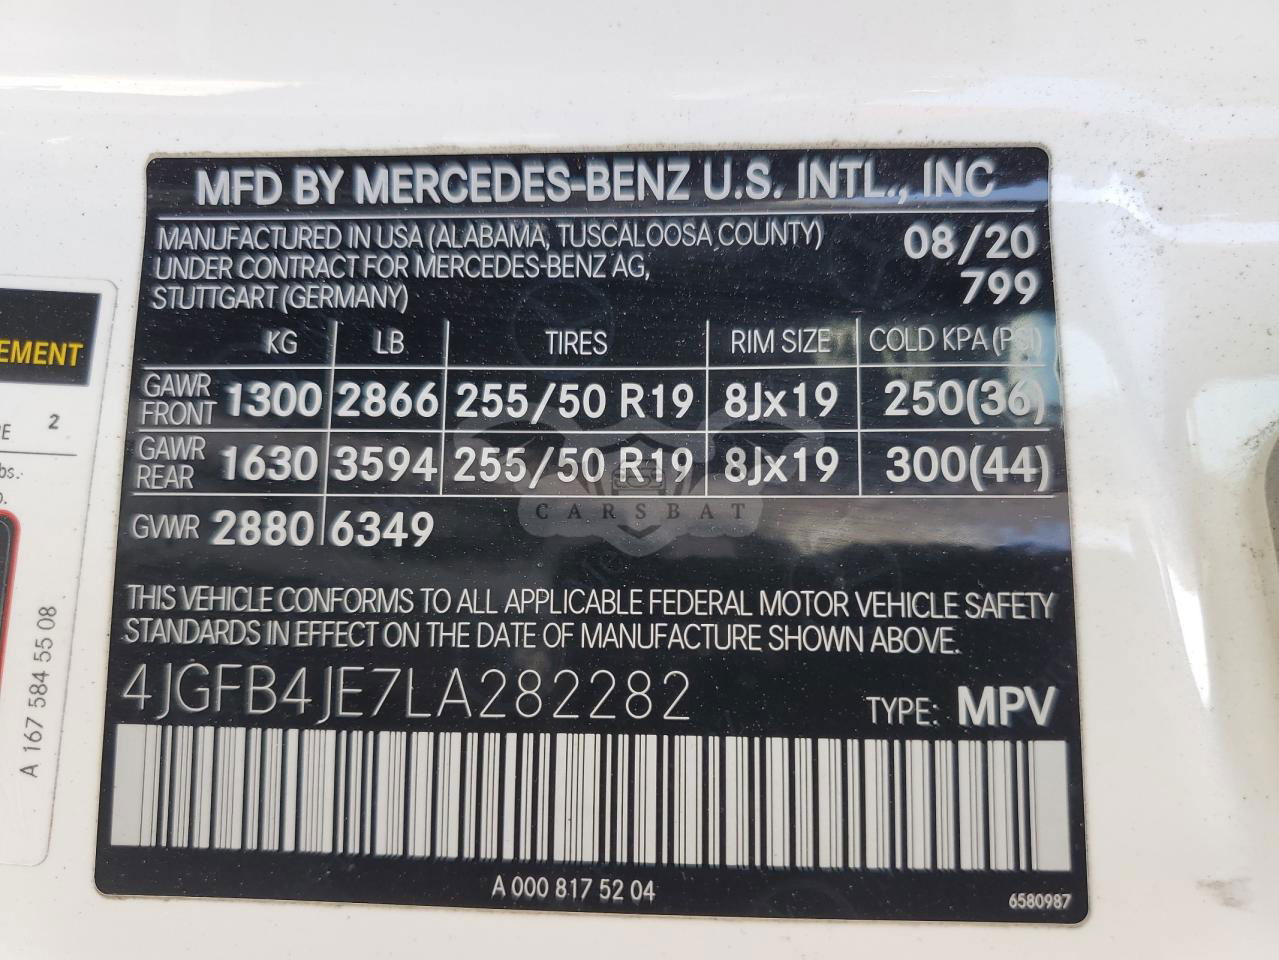 MFD BY MERCEDES-BENZ U.S. INTL., INC
MANUFACTURED IN USA (ALABAMA, TUSCALOOSA COUNTY) 08/20
UNDER CONTRACT FOR MERCEDES-BENZ AG, 799
STUTTGART (GERMANY)
KG LB TIRES RIM SIZE COLD KPA (PSI)
GAWR FRONT 1300 2866 255/50 R19 8Jx19 250(36)
GAWR REAR 1630 3594 255/50 R19 8Jx19 300(44)
GVWR 2880 6349
CARSBAT
THIS VEHICLE CONFORMS TO ALL APPLICABLE FEDERAL MOTOR VEHICLE SAFETY
STANDARDS IN EFFECT ON THE DATE OF MANUFACTURE SHOWN ABOVE.
4JGFB4JE7LA282282 TYPE: MPV
A 000 817 52 04
6580987
EMENT
2
A 167 584 55 08